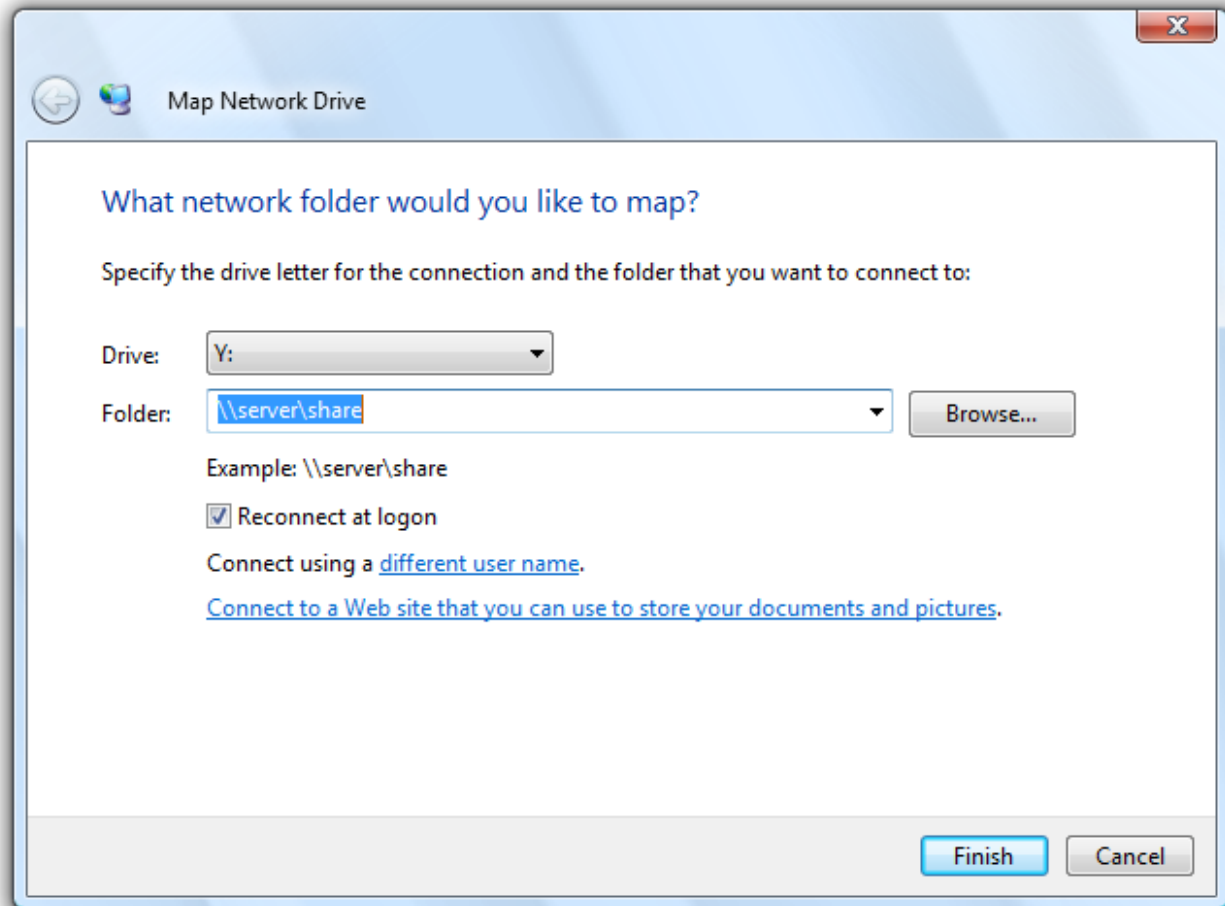 Map Network Drive
What network folder would you like to map?
Specify the drive letter for the connection and the folder that you want to connect to:
Drive: Y:
Folder: \\server\share Browse...
Example: \\server\share
Reconnect at logon
Connect using a different user name.
Connect to a Web site that you can use to store your documents and pictures.
Finish Cancel